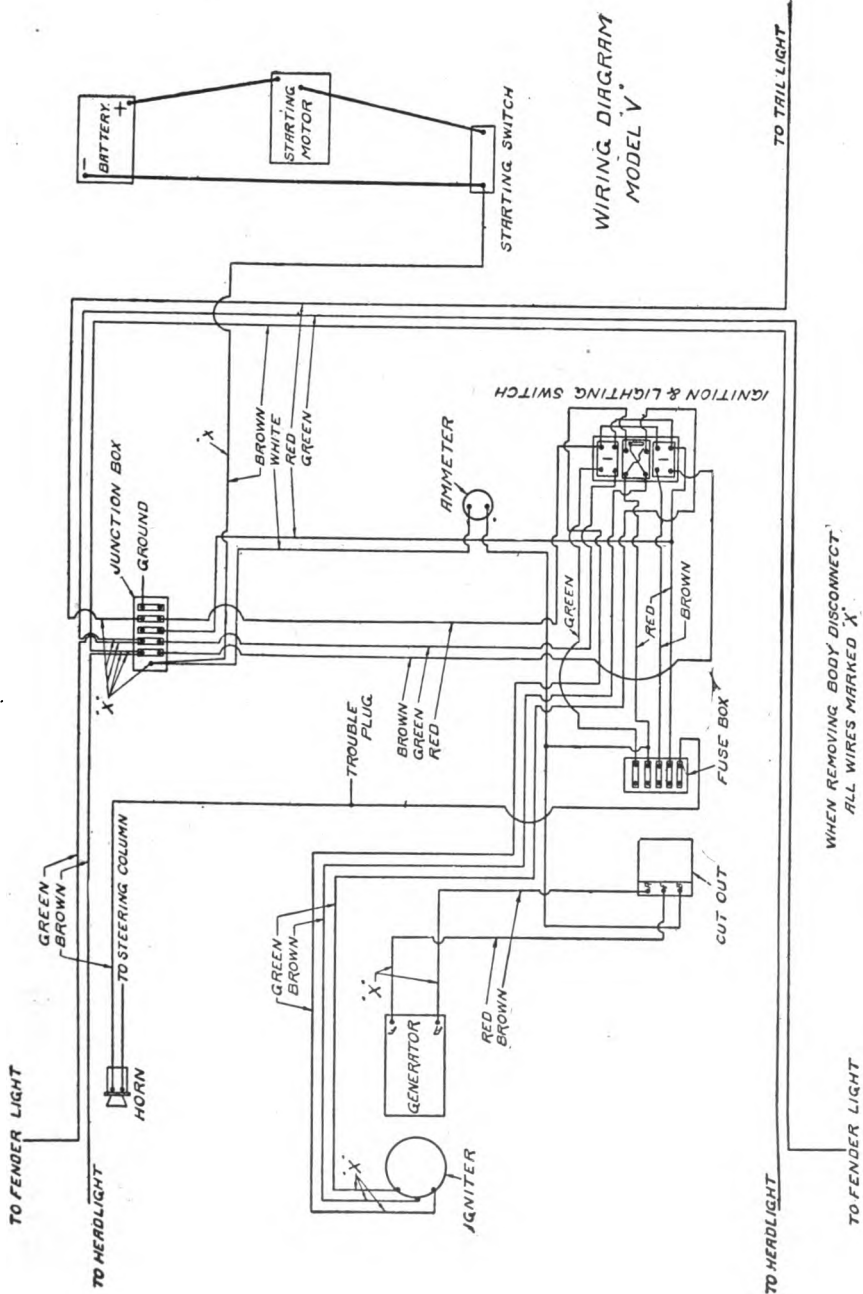 TO FENDER LIGHT
TO HEADLIGHT
GREEN
BROWN
TO STEERING COLUMN
HORN
"X"
JUNCTION BOX
GROUND
"X"
BATTERY.
-
+
STARTING
MOTOR
STARTING SWITCH
WIRING DIAGRAM
MODEL "V"
TO TAIL LIGHT
BROWN
WHITE
RED
GREEN
AMMETER
IGNITION & LIGHTING SWITCH
TROUBLE
PLUG
BROWN
GREEN
RED
GREEN
RED
BROWN
FUSE BOX
CUT OUT
GREEN
BROWN
"X"
RED
BROWN
GENERATOR
"X"
IGNITER
TO HEADLIGHT
TO FENDER LIGHT
WHEN REMOVING BODY DISCONNECT
ALL WIRES MARKED "X"